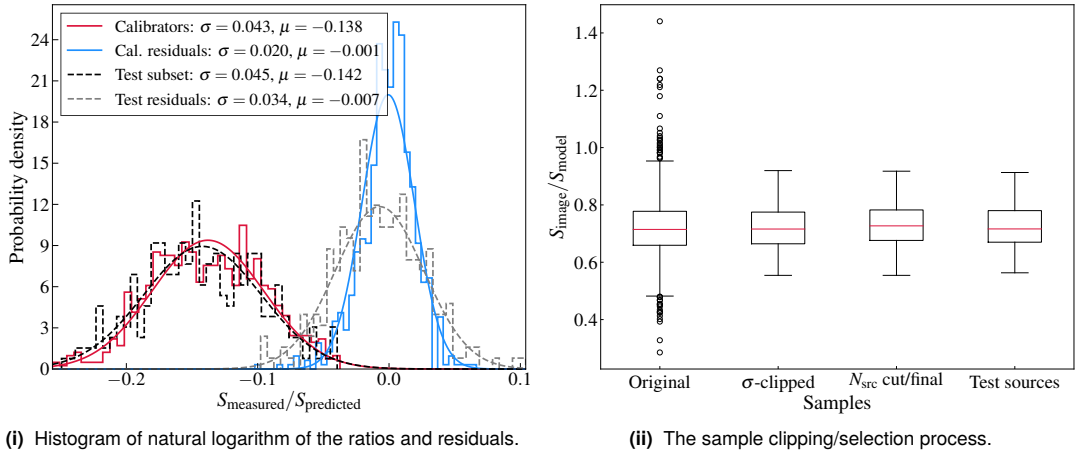 Calibrators: σ = 0.043, μ = −0.138
Cal. residuals: σ = 0.020, μ = −0.001
Test subset: σ = 0.045, μ = −0.142
Test residuals: σ = 0.034, μ = −0.007
Probability density
24
21
18
15
12
9
6
3
0
−0.2
−0.1
0.0
0.1
S_measured/S_predicted
(i) Histogram of natural logarithm of the ratios and residuals.
S_image/S_model
1.4
1.2
1.0
0.8
0.6
0.4
Original
σ-clipped
N_src cut/final
Test sources
Samples
(ii) The sample clipping/selection process.